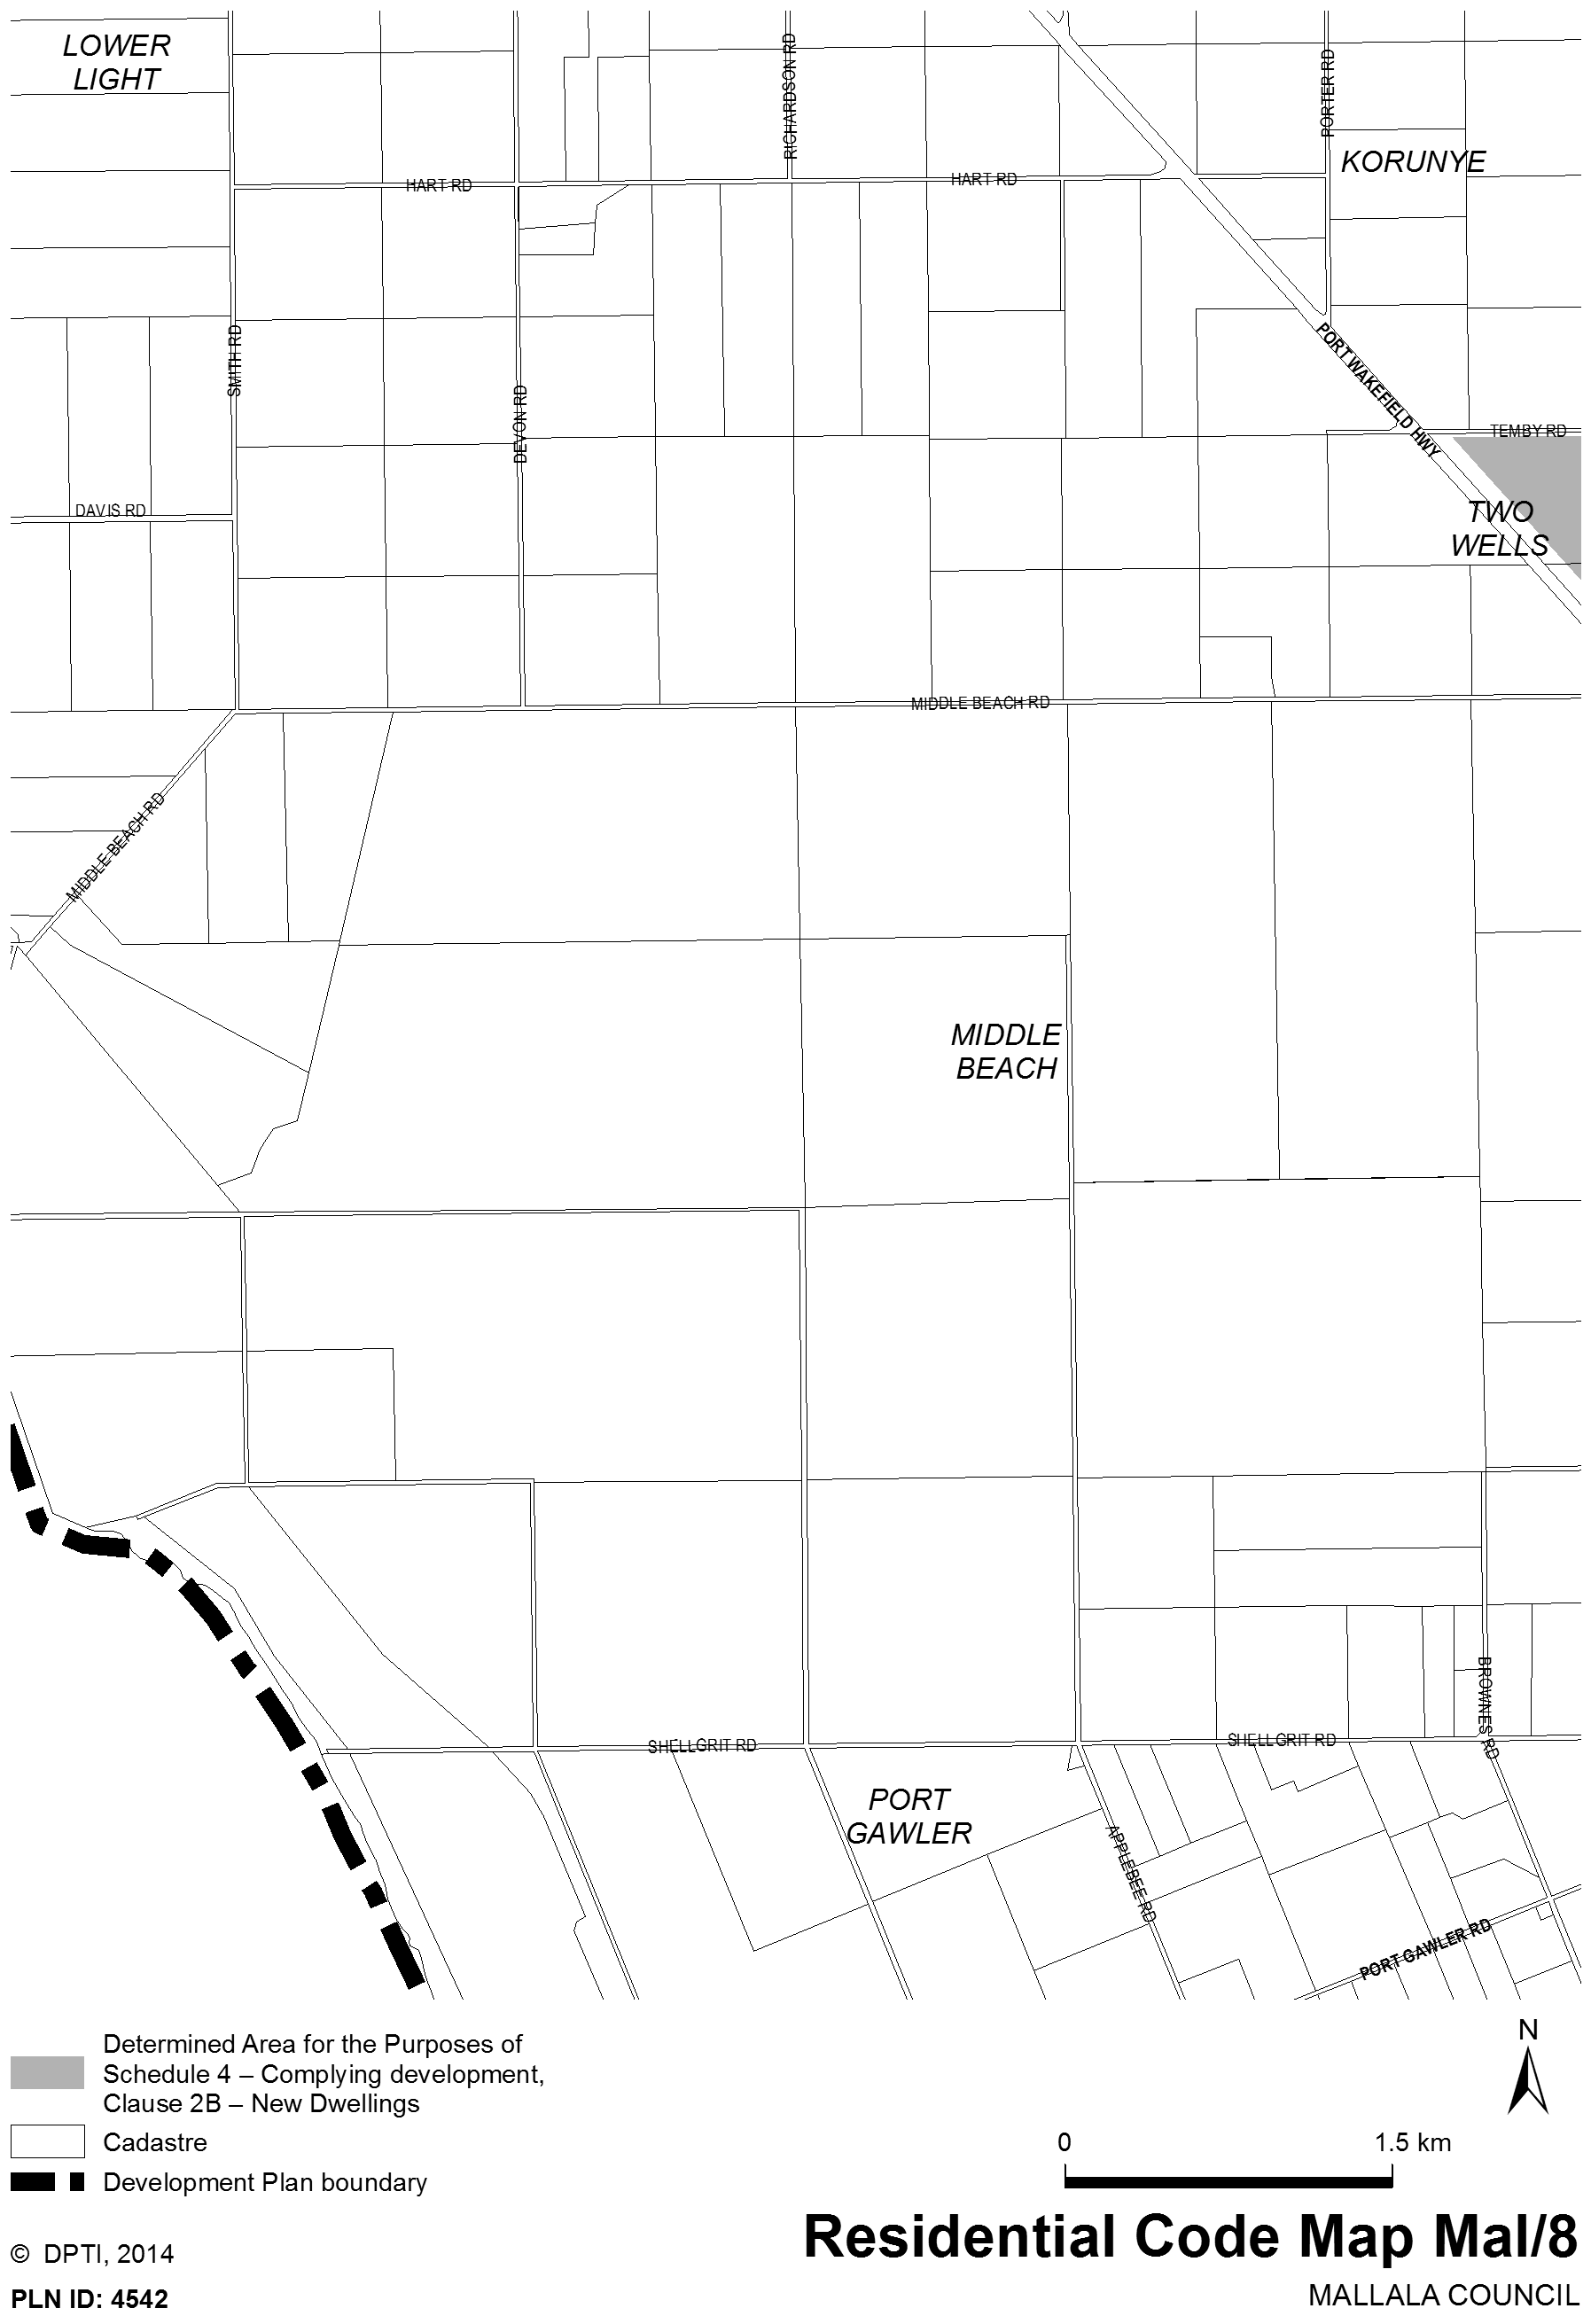 LOWER
LIGHT
RICHARDSON RD
PORTER RD
KORUNYE
HART RD
HART RD
SMITH RD
DEVON RD
PORT WAKEFIELD HWY
TEMBY RD
DAVIS RD
TWO
WELLS
MIDDLE BEACH RD
MIDDLE BEACH RD
MIDDLE
BEACH
BROWNES RD
SHELLGRIT RD
SHELLGRIT RD
PORT
GAWLER
APPLEBEE RD
PORT GAWLER RD
Determined Area for the Purposes of
Schedule 4 – Complying development,
Clause 2B – New Dwellings
Cadastre
Development Plan boundary
N
0 1.5 km
Residential Code Map Mal/8
© DPTI, 2014
PLN ID: 4542
MALLALA COUNCIL